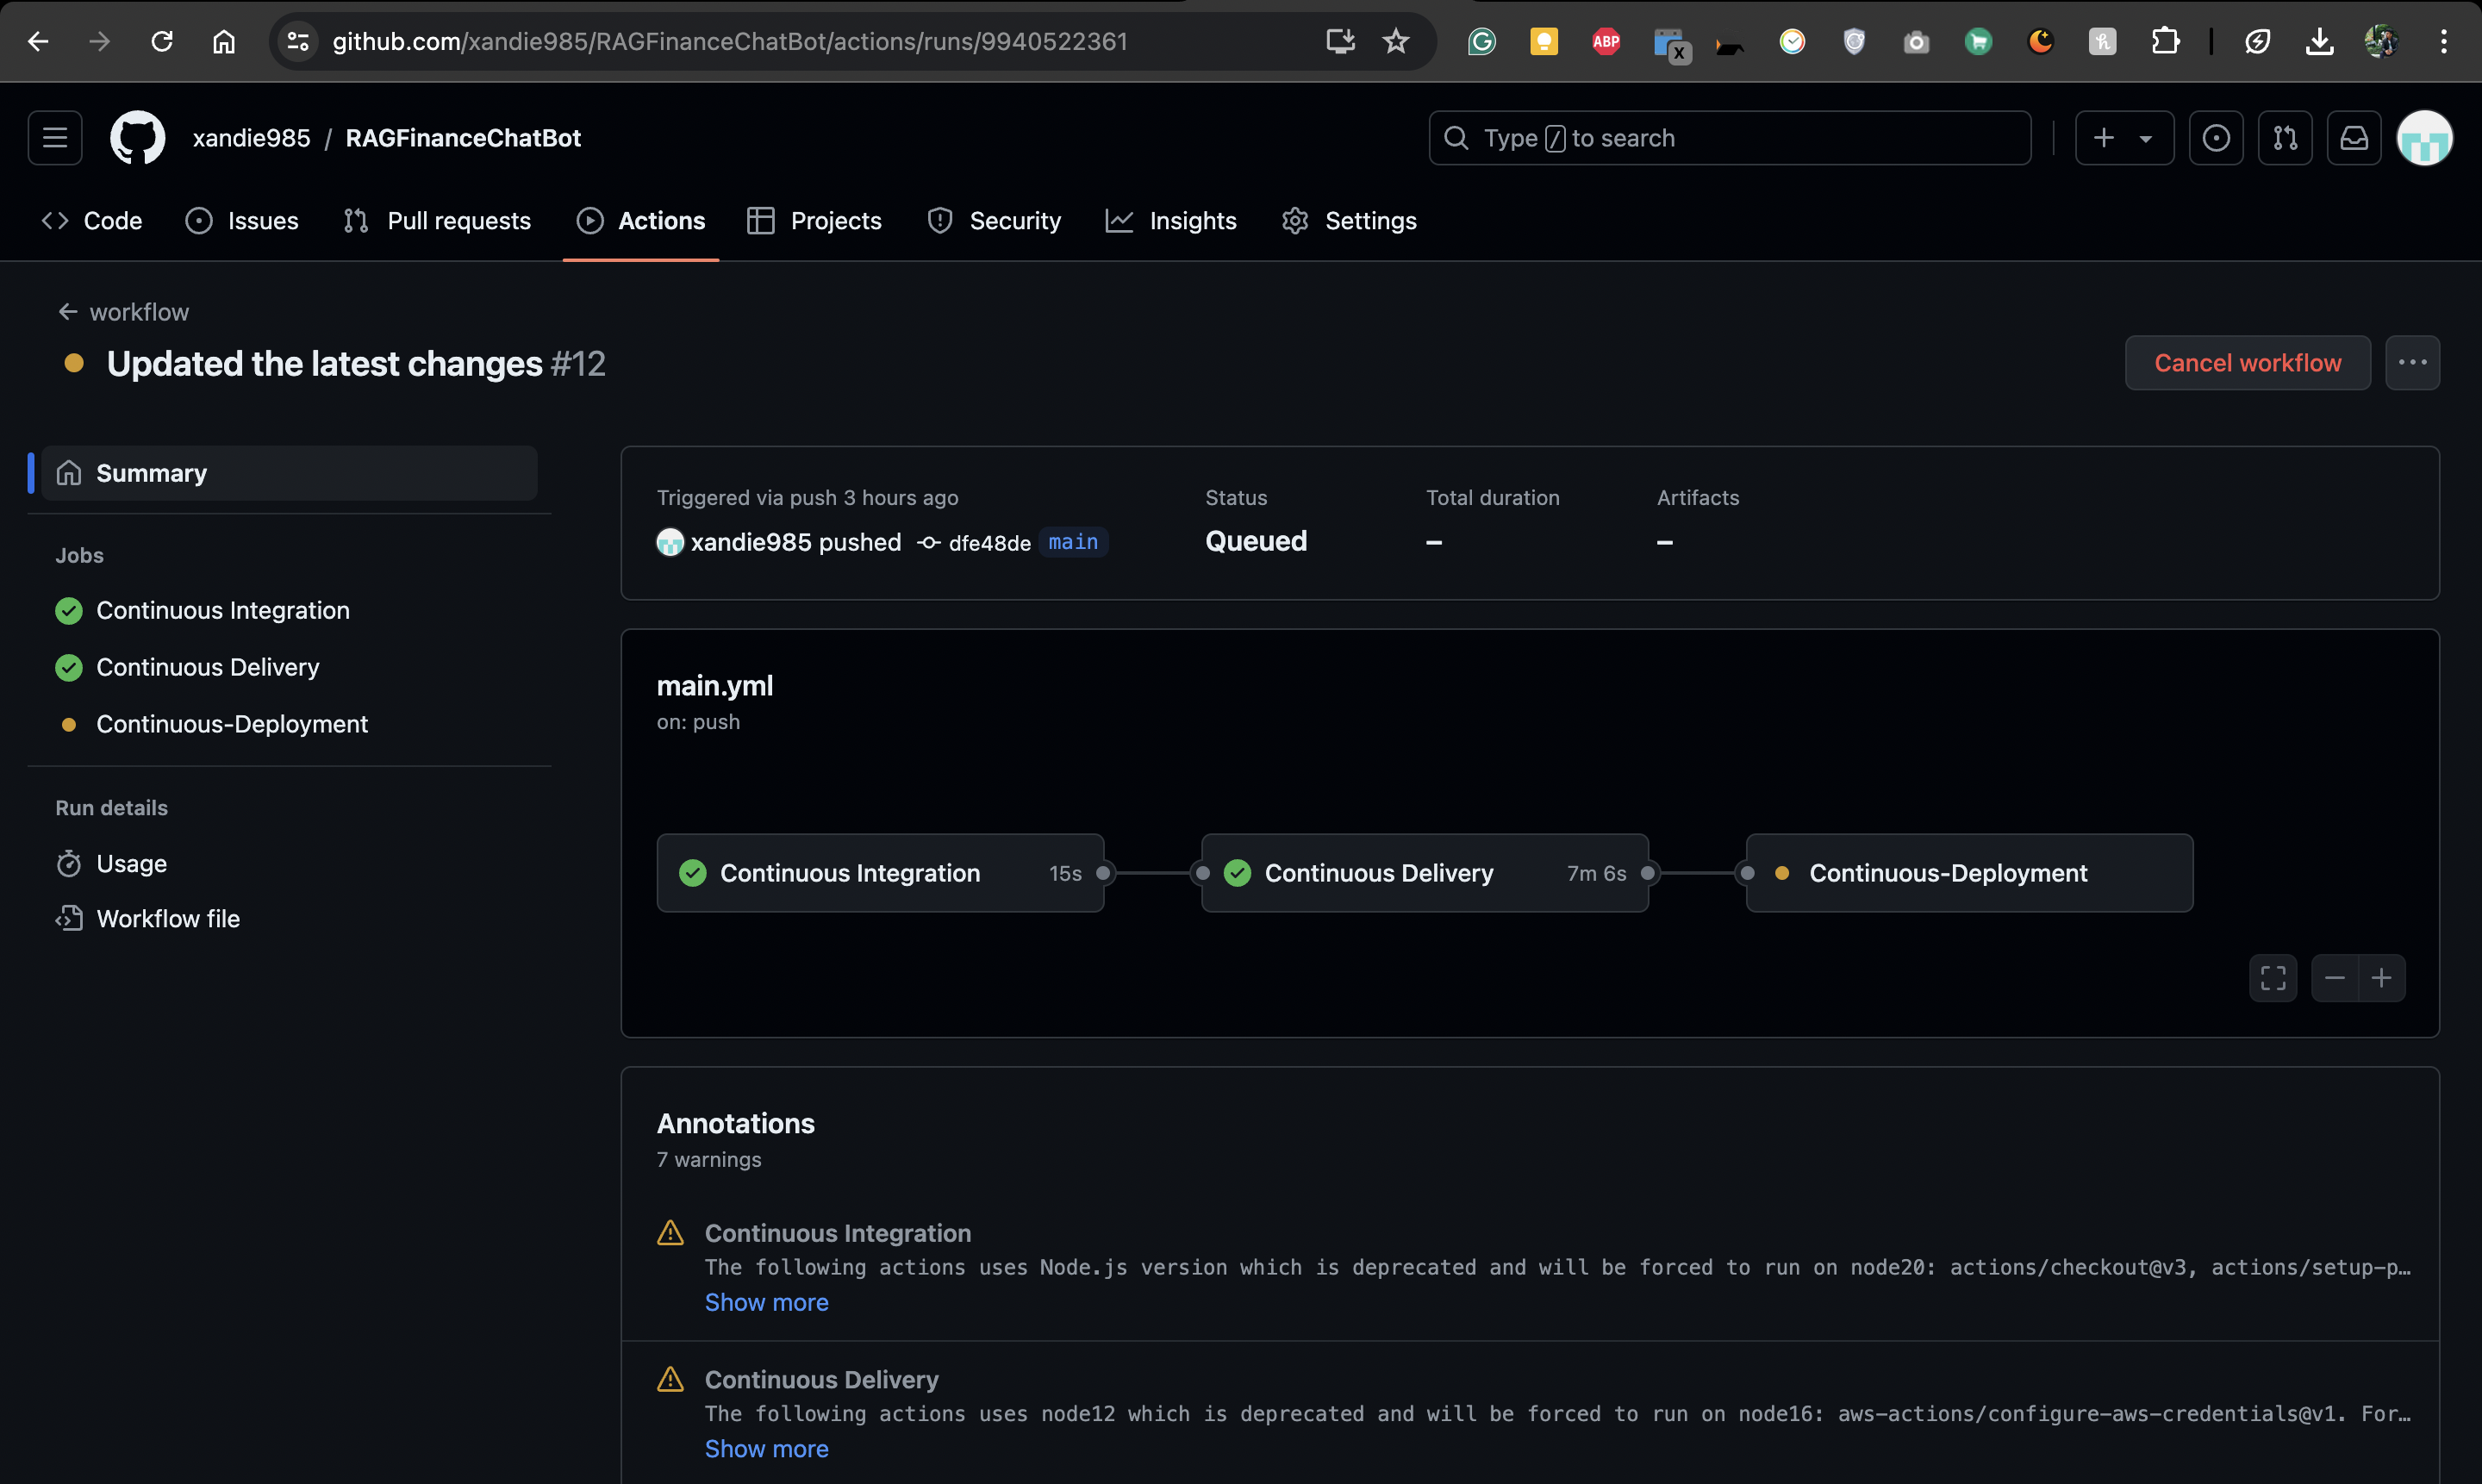 github.com/xandie985/RAGFinanceChatBot/actions/runs/9940522361
ABP
x
xandie985 / RAGFinanceChatBot
Type / to search
Code Issues Pull requests Actions Projects Security Insights Settings
workflow
Updated the latest changes #12
Cancel workflow
Summary
Jobs
Continuous Integration
Continuous Delivery
Continuous-Deployment
Run details
Usage
Workflow file
Triggered via push 3 hours ago
xandie985 pushed dfe48de main
Status
Queued
Total duration
–
Artifacts
–
main.yml
on: push
Continuous Integration 15s
Continuous Delivery 7m 6s
Continuous-Deployment
Annotations
7 warnings
Continuous Integration
The following actions uses Node.js version which is deprecated and will be forced to run on node20: actions/checkout@v3, actions/setup-p…
Show more
Continuous Delivery
The following actions uses node12 which is deprecated and will be forced to run on node16: aws-actions/configure-aws-credentials@v1. For…
Show more